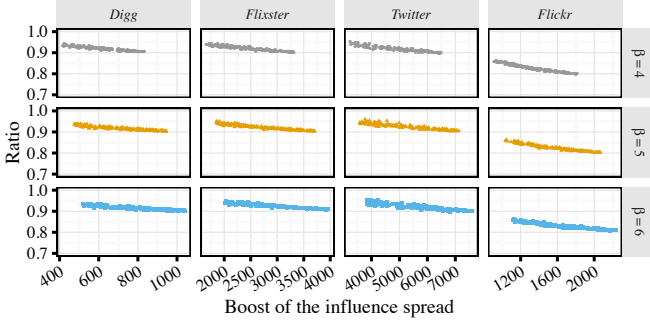 Digg Flixster Twitter Flickr
1.0
0.9
0.8
0.7
β = 4
1.0
0.9
0.8
0.7
β = 5
1.0
0.9
0.8
0.7
β = 6
Ratio
400 600 800 1000 2000 2500 3000 3500 4000 4000 5000 6000 7000 1200 1600 2000
Boost of the influence spread